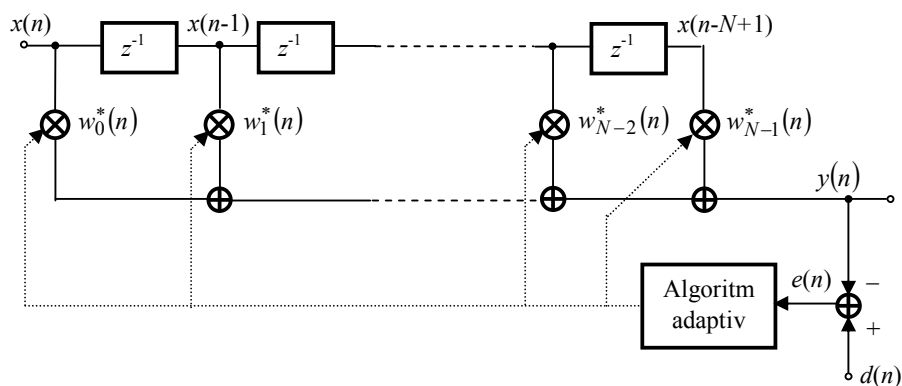 x(n)
x(n-1)
x(n-N+1)
z⁻¹
z⁻¹
z⁻¹
w₀*(n)
w₁*(n)
w*_{N−2}(n)
w*_{N−1}(n)
y(n)
Algoritm
adaptiv
e(n)
−
+
d(n)